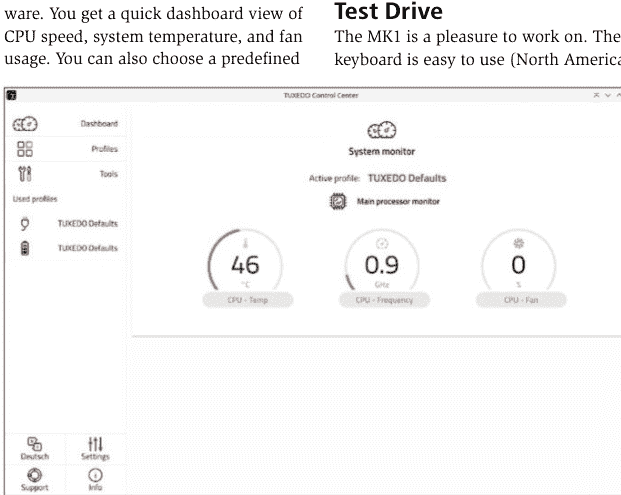 ware. You get a quick dashboard view of
CPU speed, system temperature, and fan
usage. You can also choose a predefined
Test Drive
The MK1 is a pleasure to work on. The
keyboard is easy to use (North America
TUXEDO Control Center
Dashboard
Profiles
Tools
Used profiles
TUXEDO Defaults
TUXEDO Defaults
Deutsch
Settings
Support
Info
System monitor
Active profile: TUXEDO Defaults
Main processor monitor
46
°C
CPU - Temp
0.9
GHz
CPU - Frequency
0
%
CPU - Fan